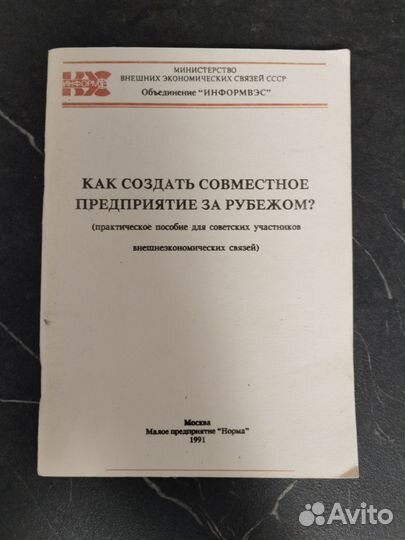 МИНИСТЕРСТВО
ВНЕШНИХ ЭКОНОМИЧЕСКИХ СВЯЗЕЙ СССР
Объединение "ИНФОРМВЭС"
КАК СОЗДАТЬ СОВМЕСТНОЕ
ПРЕДПРИЯТИЕ ЗА РУБЕЖОМ?
(практическое пособие для советских участников
внешнеэкономических связей)
Москва
Малое предприятие "Норма"
1991
Avito